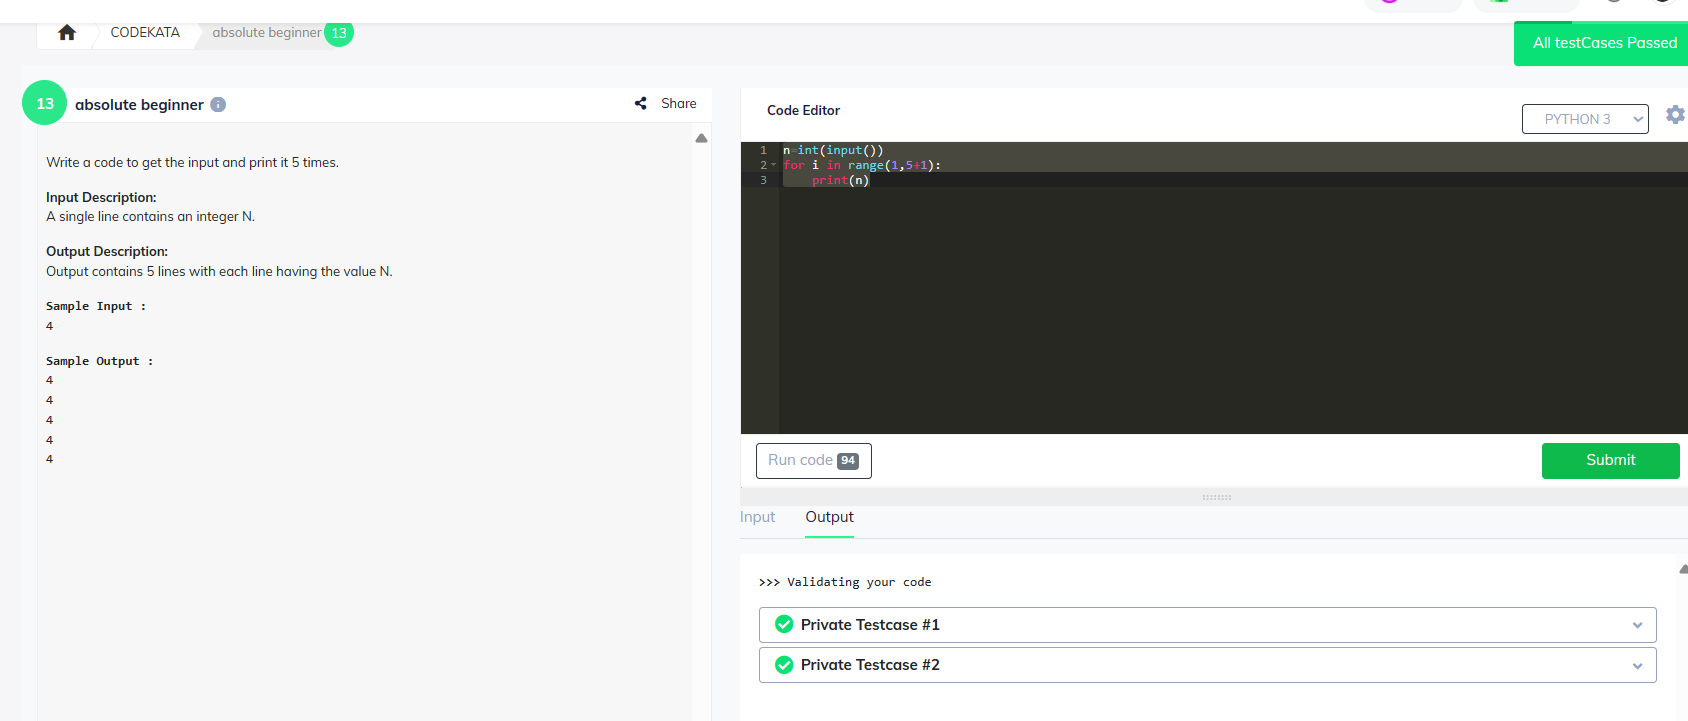 CODEKATA
absolute beginner 13
All testCases Passed
13 absolute beginner
Share
Write a code to get the input and print it 5 times.
Input Description:
A single line contains an integer N.
Output Description:
Output contains 5 lines with each line having the value N.
Sample Input :
4
Sample Output :
4
4
4
4
4
Code Editor
PYTHON 3
1 n=int(input())
2 for i in range(1,5+1):
3     print(n)
Run code 94
Submit
Input
Output
>>> Validating your code
Private Testcase #1
Private Testcase #2